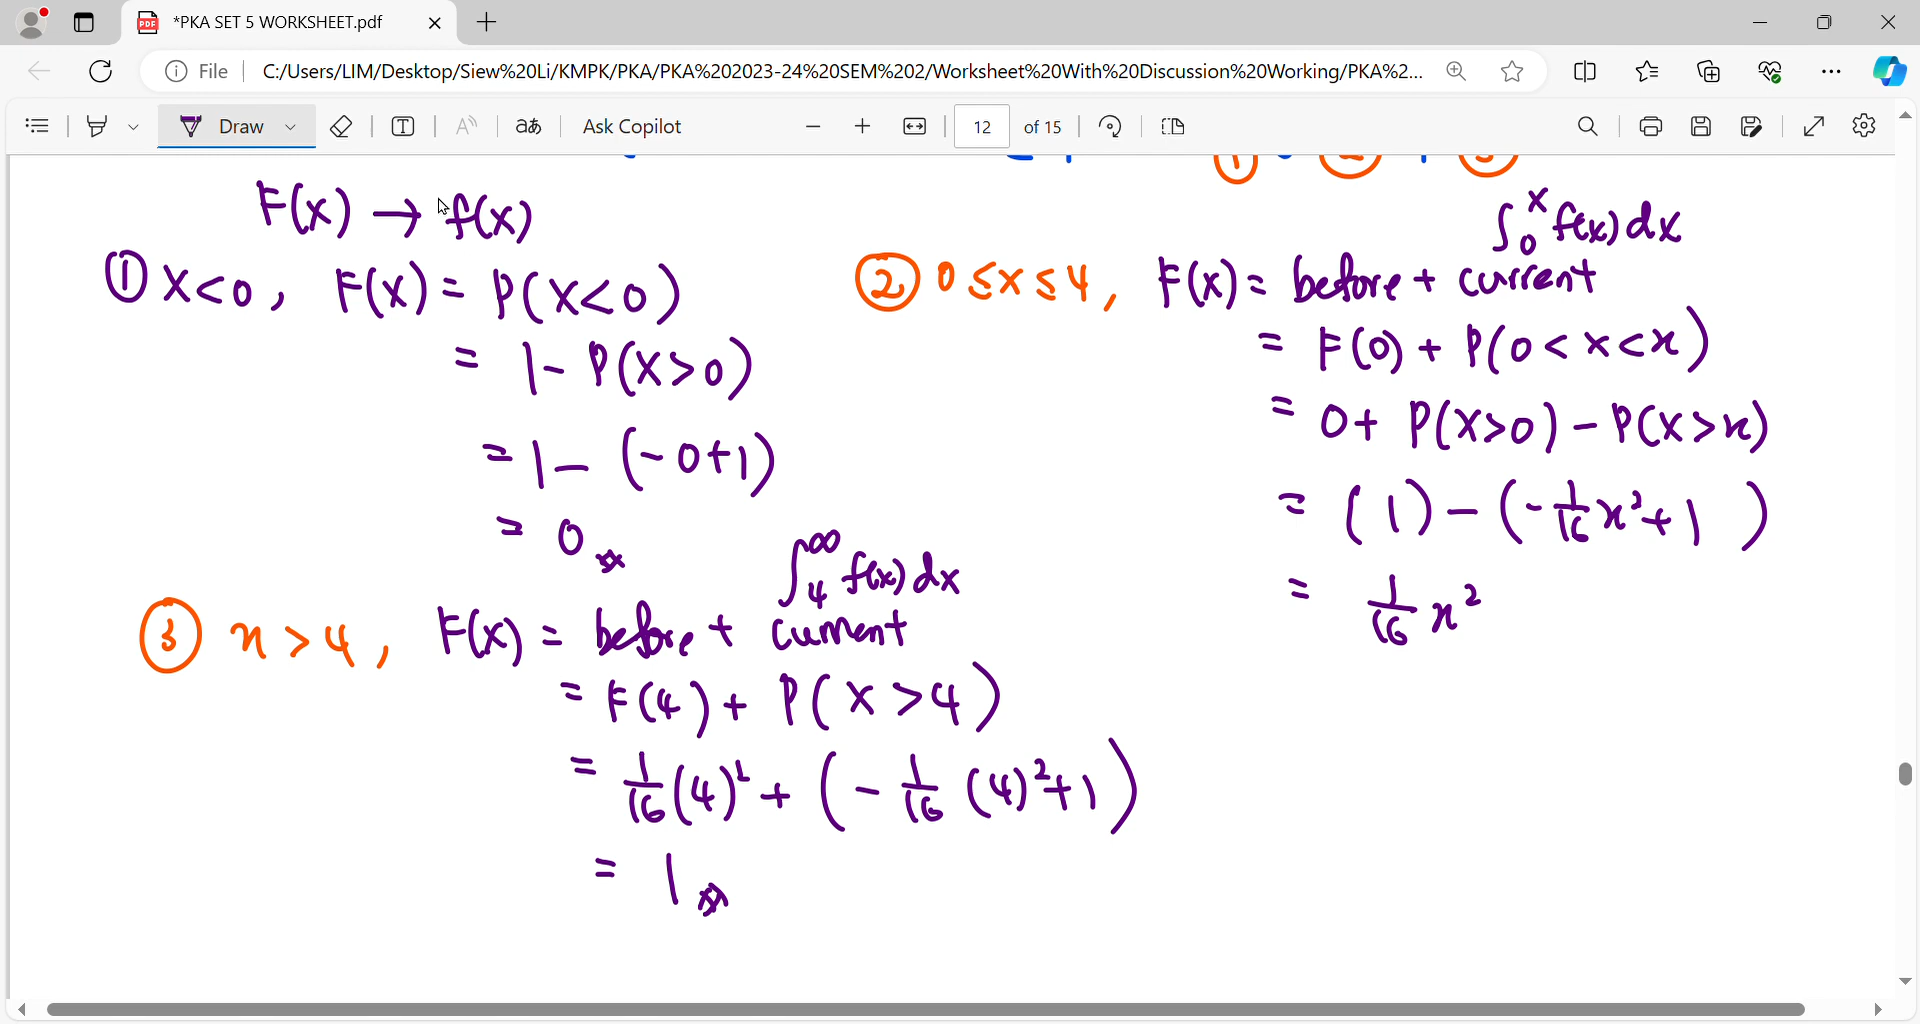 *PKA SET 5 WORKSHEET.pdf
File C:/Users/LIM/Desktop/Siew%20Li/KMPK/PKA/PKA%202023-24%20SEM%202/Worksheet%20With%20Discussion%20Working/PKA%2...
Draw T A aあ Ask Copilot 12 of 15
F(x) → f(x)
∫₀ˣ f(x) dx
① X<0, F(x) = P(X<0)
= 1 - P(X>0)
= 1 - (-0+1)
= 0
② 0≤x≤4, F(x) = before + current
= F(0) + P(0<X<x)
= 0 + P(X>0) - P(X>x)
= (1) - (-1/16 x² + 1)
= 1/16 x²
∫₄^∞ f(x) dx
③ x>4, F(x) = before + current
= F(4) + P(X>4)
= 1/16 (4)² + (-1/16 (4)² + 1)
= 1